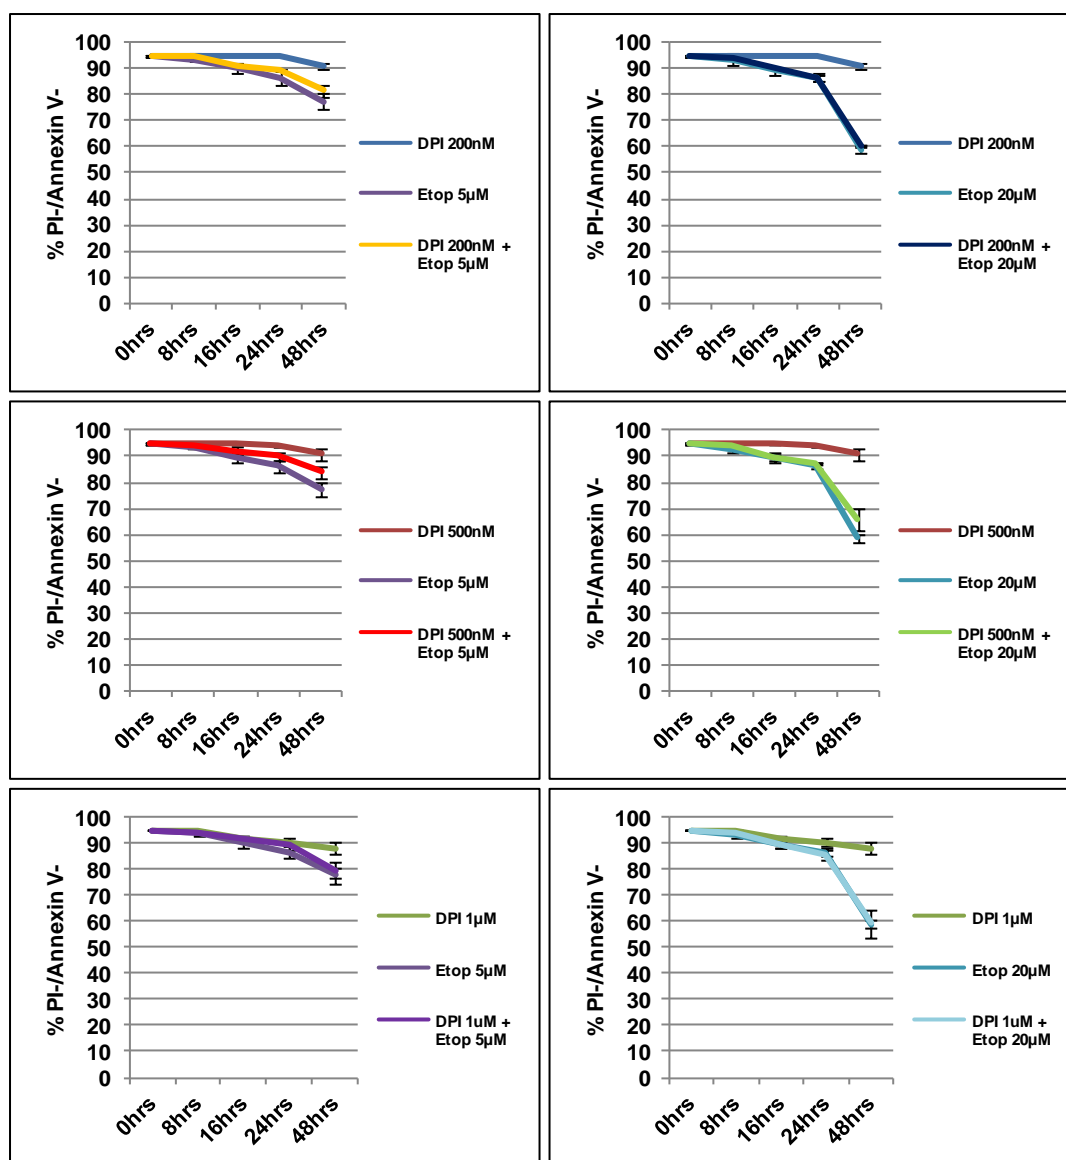 % PI-/Annexin V-
100
90
80
70
60
50
40
30
20
10
0
0hrs
8hrs
16hrs
24hrs
48hrs
DPI 200nM
Etop 5µM
DPI 200nM +
Etop 5µM
% PI-/Annexin V-
100
90
80
70
60
50
40
30
20
10
0
0hrs
8hrs
16hrs
24hrs
48hrs
DPI 200nM
Etop 20µM
DPI 200nM +
Etop 20µM
% PI-/Annexin V-
100
90
80
70
60
50
40
30
20
10
0
0hrs
8hrs
16hrs
24hrs
48hrs
DPI 500nM
Etop 5µM
DPI 500nM +
Etop 5µM
% PI-/Annexin V-
100
90
80
70
60
50
40
30
20
10
0
0hrs
8hrs
16hrs
24hrs
48hrs
DPI 500nM
Etop 20µM
DPI 500nM +
Etop 20µM
% PI-/Annexin V-
100
90
80
70
60
50
40
30
20
10
0
0hrs
8hrs
16hrs
24hrs
48hrs
DPI 1µM
Etop 5µM
DPI 1uM +
Etop 5µM
% PI-/Annexin V-
100
90
80
70
60
50
40
30
20
10
0
0hrs
8hrs
16hrs
24hrs
48hrs
DPI 1µM
Etop 20µM
DPI 1uM +
Etop 20µM